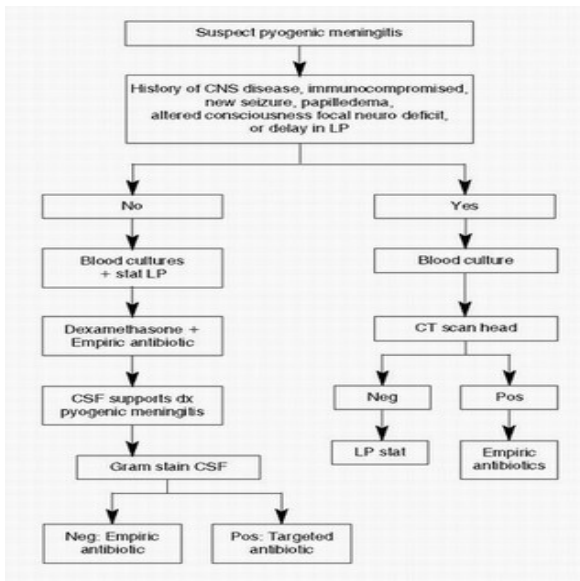 Suspect pyogenic meningitis
History of CNS disease, immunocompromised,
new seizure, papilledema,
altered consciousness focal neuro deficit,
or delay in LP
No
Yes
Blood cultures
+ stat LP
Blood culture
Dexamethasone +
Empiric antibiotic
CT scan head
CSF supports dx
pyogenic meningitis
Neg
Pos
LP stat
Empiric
antibiotics
Gram stain CSF
Neg: Empiric
antibiotic
Pos: Targeted
antibiotic